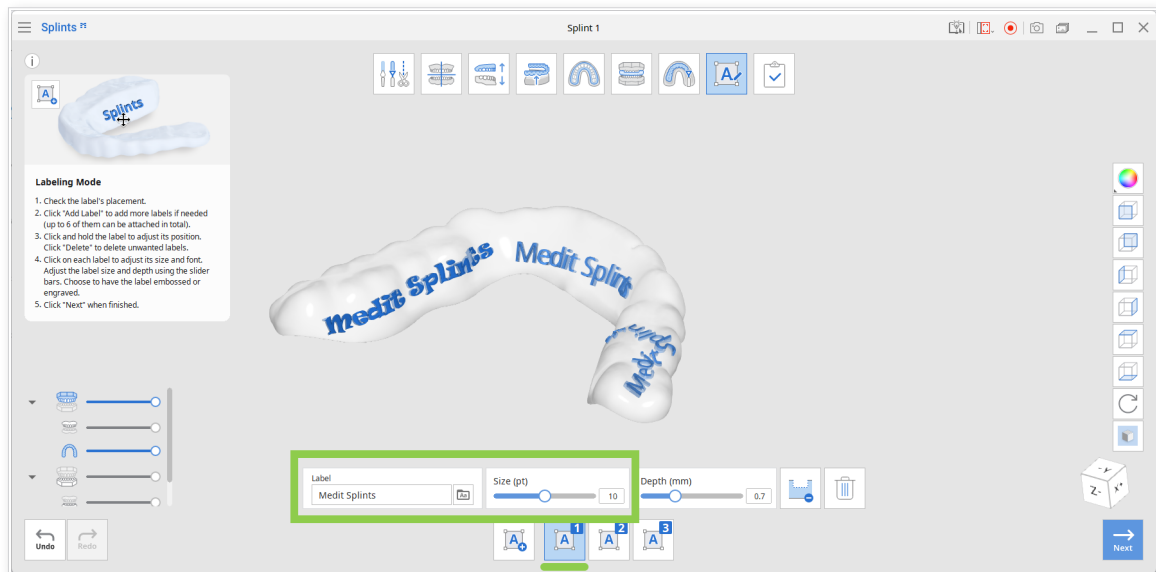 Splints
Splint 1
Splints
Labeling Mode
1. Check the label's placement.
2. Click "Add Label" to add more labels if needed
(up to 6 of them can be attached in total).
3. Click and hold the label to adjust its position.
Click "Delete" to delete unwanted labels.
4. Click on each label to adjust its size and font.
Adjust the label size and depth using the slider
bars. Choose to have the label embossed or
engraved.
5. Click "Next" when finished.
Medit Splints
Medit Splint
Label
Medit Splints
Aa
Size (pt)
10
Depth (mm)
0.7
A
A 1
A 2
A 3
Undo
Redo
-Y
Z-
X+
Next